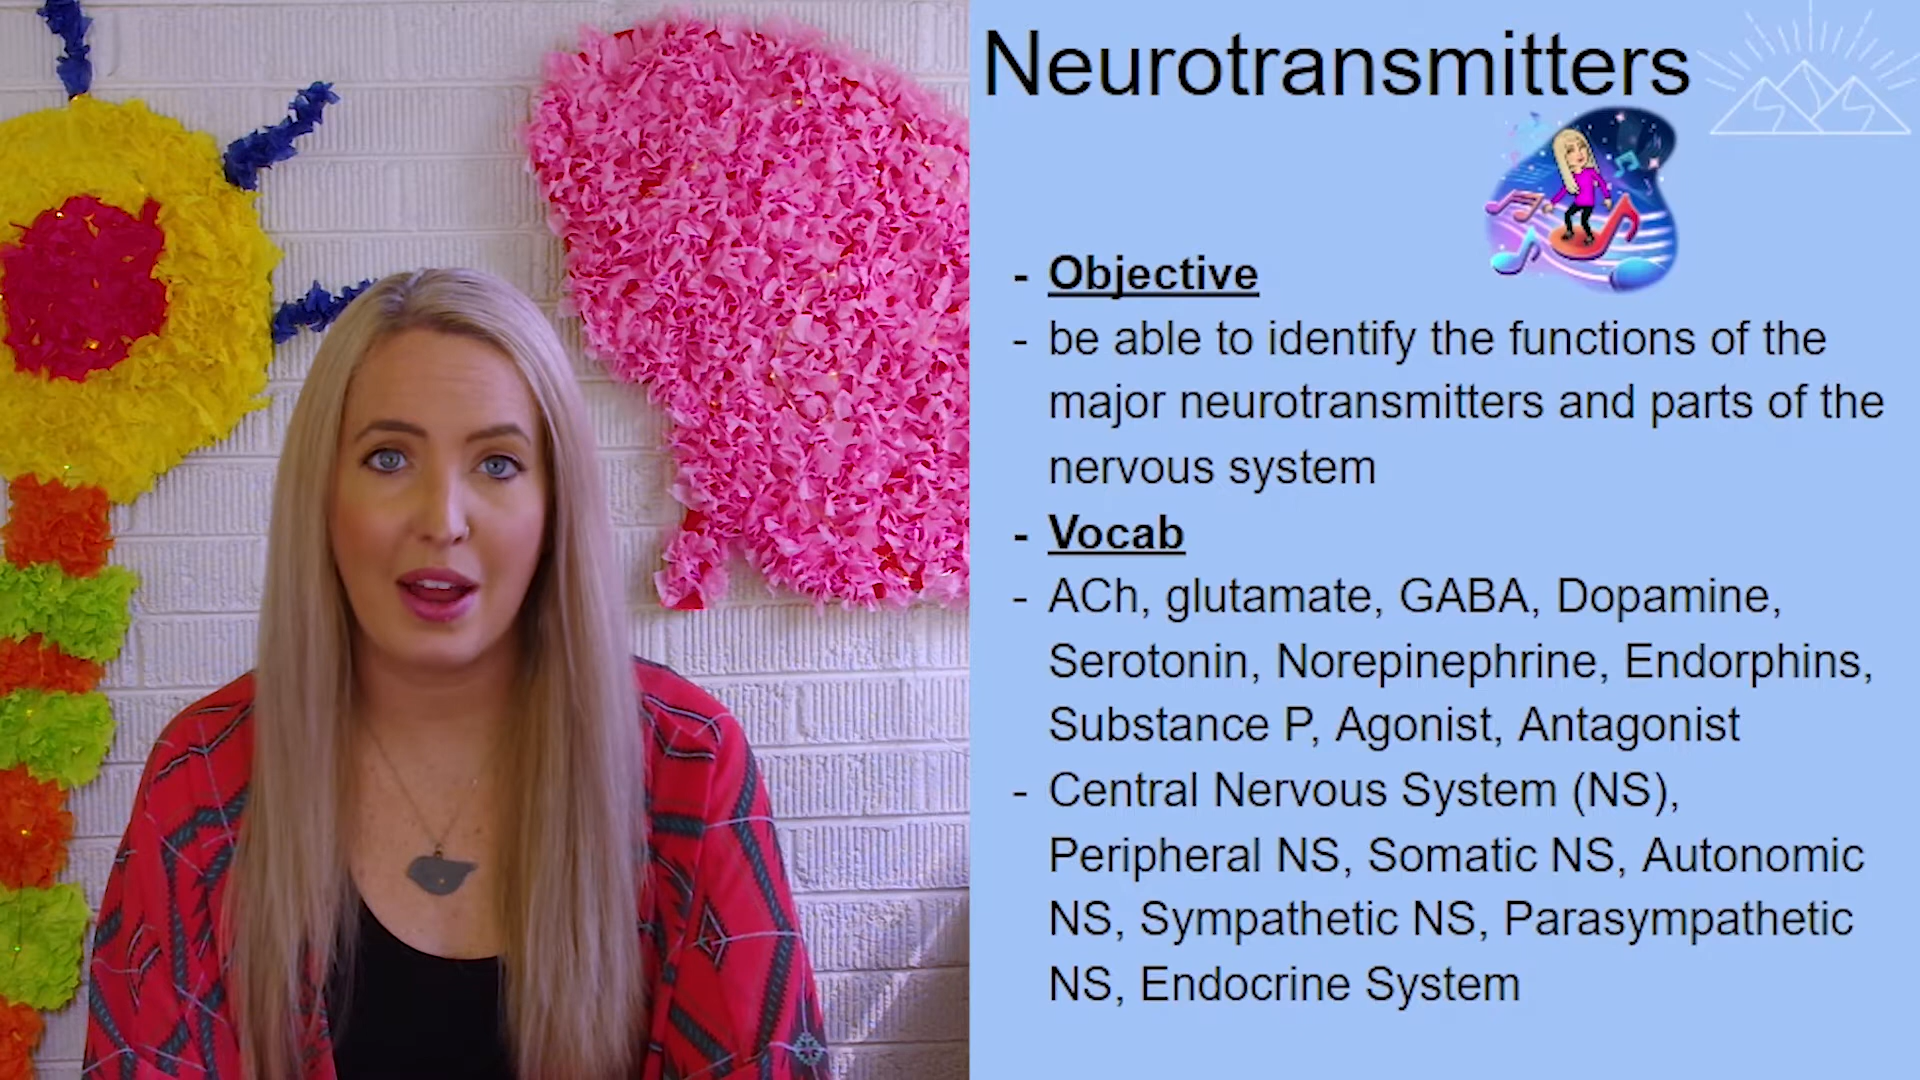 Neurotransmitters
- Objective
- be able to identify the functions of the
major neurotransmitters and parts of the
nervous system
- Vocab
- ACh, glutamate, GABA, Dopamine,
Serotonin, Norepinephrine, Endorphins,
Substance P, Agonist, Antagonist
- Central Nervous System (NS),
Peripheral NS, Somatic NS, Autonomic
NS, Sympathetic NS, Parasympathetic
NS, Endocrine System